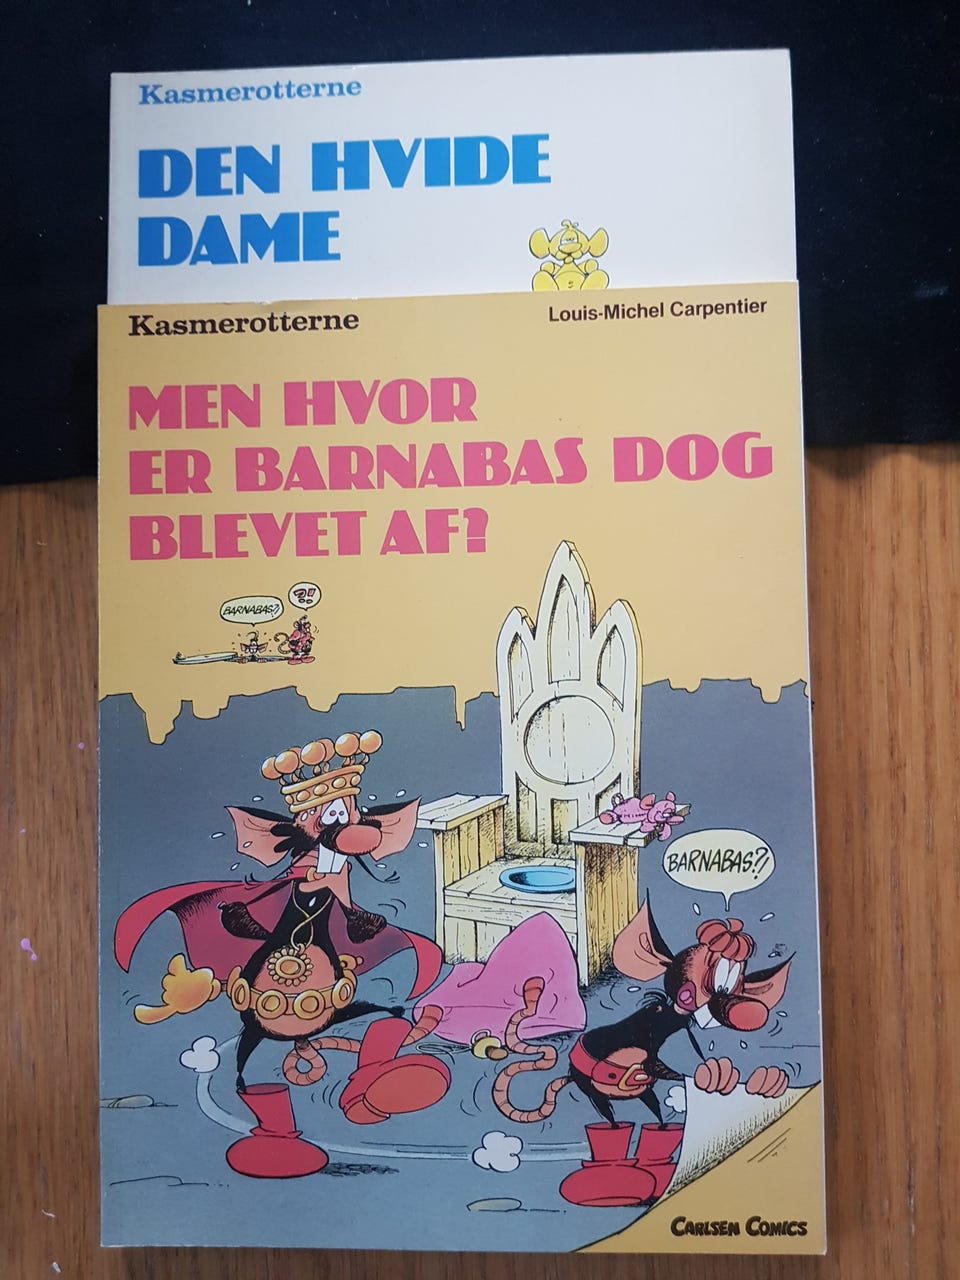 Kasmerotterne
DEN HVIDE
DAME
Kasmerotterne
Louis-Michel Carpentier
MEN HVOR
ER BARNABAS DOG
BLEVET AF?
BARNABAS?!
?!
BARNABAS?!
CARLSEN COMICS